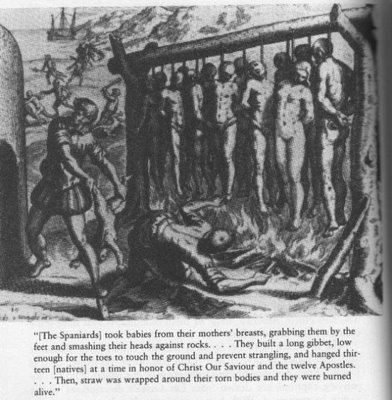 "[The Spaniards] took babies from their mothers' breasts, grabbing them by the
feet and smashing their heads against rocks. . . . They built a long gibbet, low
enough for the toes to touch the ground and prevent strangling, and hanged thir-
teen [natives] at a time in honor of Christ Our Saviour and the twelve Apostles.
. . . Then, straw was wrapped around their torn bodies and they were burned
alive."